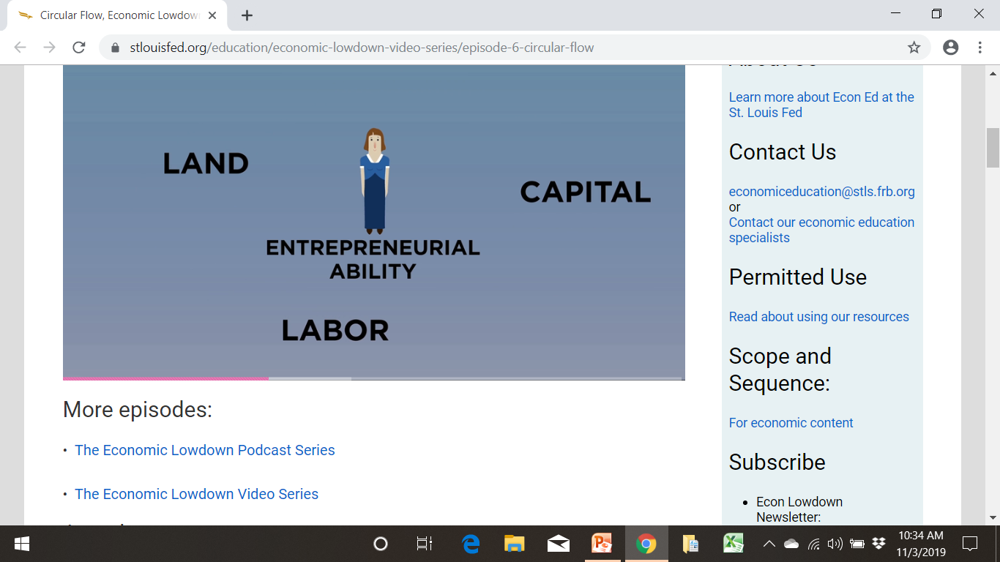 Circular Flow, Economic Lowdow
stlouisfed.org/education/economic-lowdown-video-series/episode-6-circular-flow
LAND
CAPITAL
ENTREPRENEURIAL
ABILITY
LABOR
More episodes:
• The Economic Lowdown Podcast Series
• The Economic Lowdown Video Series
About Us
Learn more about Econ Ed at the
St. Louis Fed
Contact Us
economiceducation@stls.frb.org
or
Contact our economic education
specialists
Permitted Use
Read about using our resources
Scope and
Sequence:
For economic content
Subscribe
• Econ Lowdown
Newsletter:
10:34 AM
11/3/2019